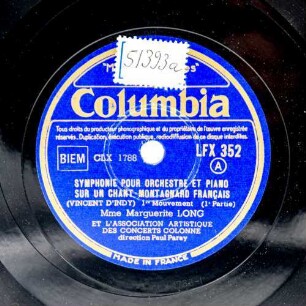 51393a
Columbia
Tous droits du producteur phonographique et du propriétaire de l'œuvre enregistrée
réservés. Duplication, exécution publique, radiodiffusion de ce disque interdites.
BIEM CLX 1788 LFX 352
A
SYMPHONIE POUR ORCHESTRE ET PIANO
SUR UN CHANT MONTAGNARD FRANÇAIS
(VINCENT D'INDY) 1er Mouvement (1e Partie)
Mme Marguerite LONG
ET L'ASSOCIATION ARTISTIQUE
DES CONCERTS COLONNE
direction Paul Paray
MADE IN FRANCE